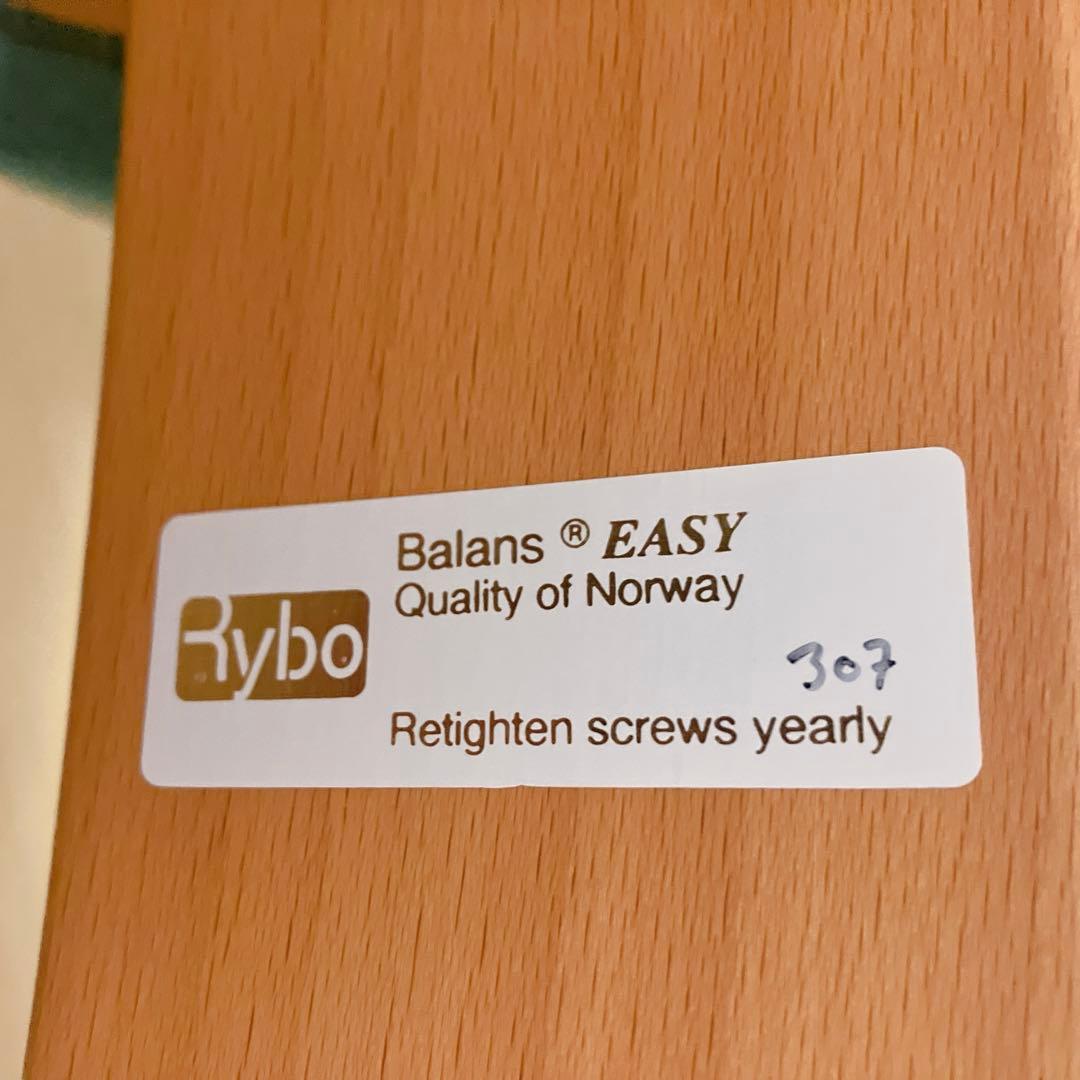 Balans ® EASY
Quality of Norway
Rybo
307
Retighten screws yearly